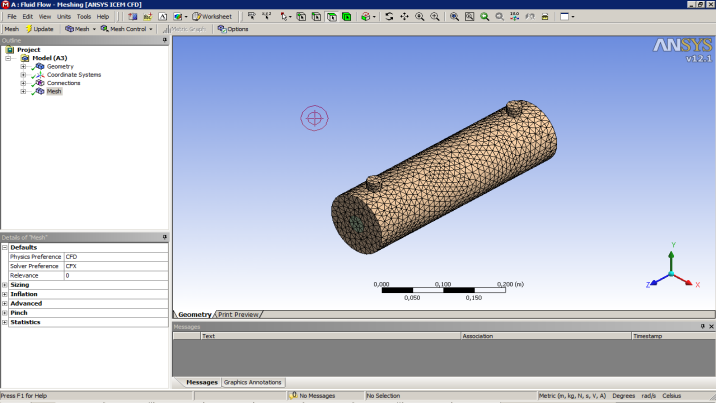 A : Fluid Flow - Meshing [ANSYS ICEM CFD]
File Edit View Units Tools Help Worksheet
Mesh Update Mesh Mesh Control Metric Graph Options
Outline
Project
Model (A3)
Geometry
Coordinate Systems
Connections
Mesh
ANSYS
v12.1
Details of "Mesh"
Defaults
Physics Preference CFD
Solver Preference CFX
Relevance 0
Sizing
Inflation
Advanced
Pinch
Statistics
Y
Z X
0,000 0,100 0,200 (m)
0,050 0,150
Geometry Print Preview
Messages
Text Association Timestamp
Messages Graphics Annotations
Press F1 for Help No Messages No Selection Metric (m, kg, N, s, V, A) Degrees rad/s Celsius